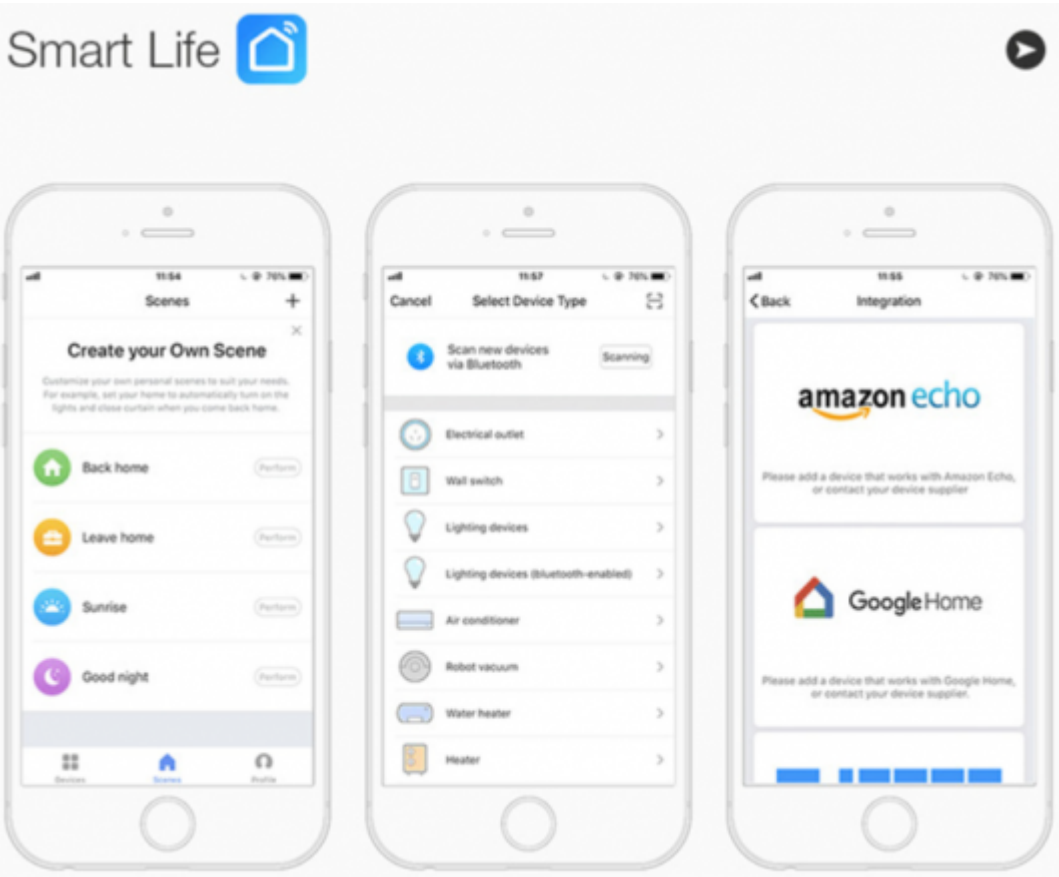 Smart Life
11:54
76%
Scenes
+
Create your Own Scene
Customize your own personal scenes to suit your needs.
For example, set your home to automatically turn on the
lights and close curtain when you come back home.
Back home
Perform
Leave home
Perform
Sunrise
Perform
Good night
Perform
Devices
Scenes
Profile
11:57
76%
Cancel
Select Device Type
Scan new devices
via Bluetooth
Scanning
Electrical outlet
Wall switch
Lighting devices
Lighting devices (bluetooth-enabled)
Air conditioner
Robot vacuum
Water heater
Heater
11:55
76%
Back
Integration
amazon echo
Please add a device that works with Amazon Echo,
or contact your device supplier
Google Home
Please add a device that works with Google Home,
or contact your device supplier.